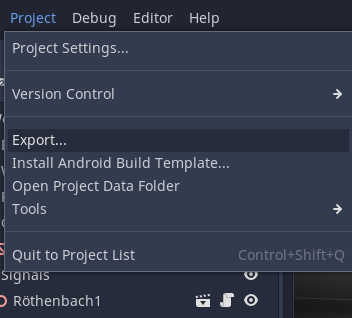 Project Debug Editor Help
Project Settings...
Version Control
Export...
Install Android Build Template...
Open Project Data Folder
Tools
Quit to Project List Control+Shift+Q
Signals
Röthenbach1